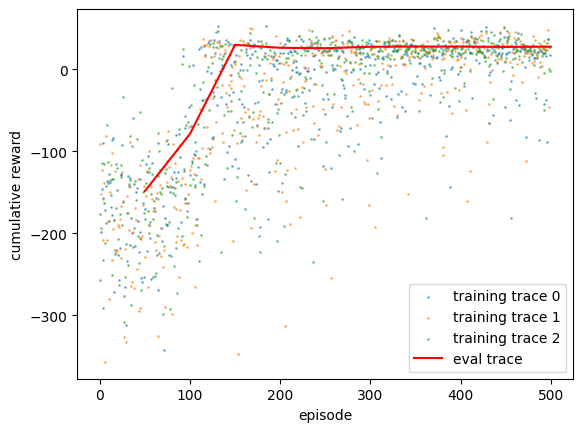 0
−100
−200
−300
cumulative reward
0
100
200
300
400
500
episode
training trace 0
training trace 1
training trace 2
eval trace